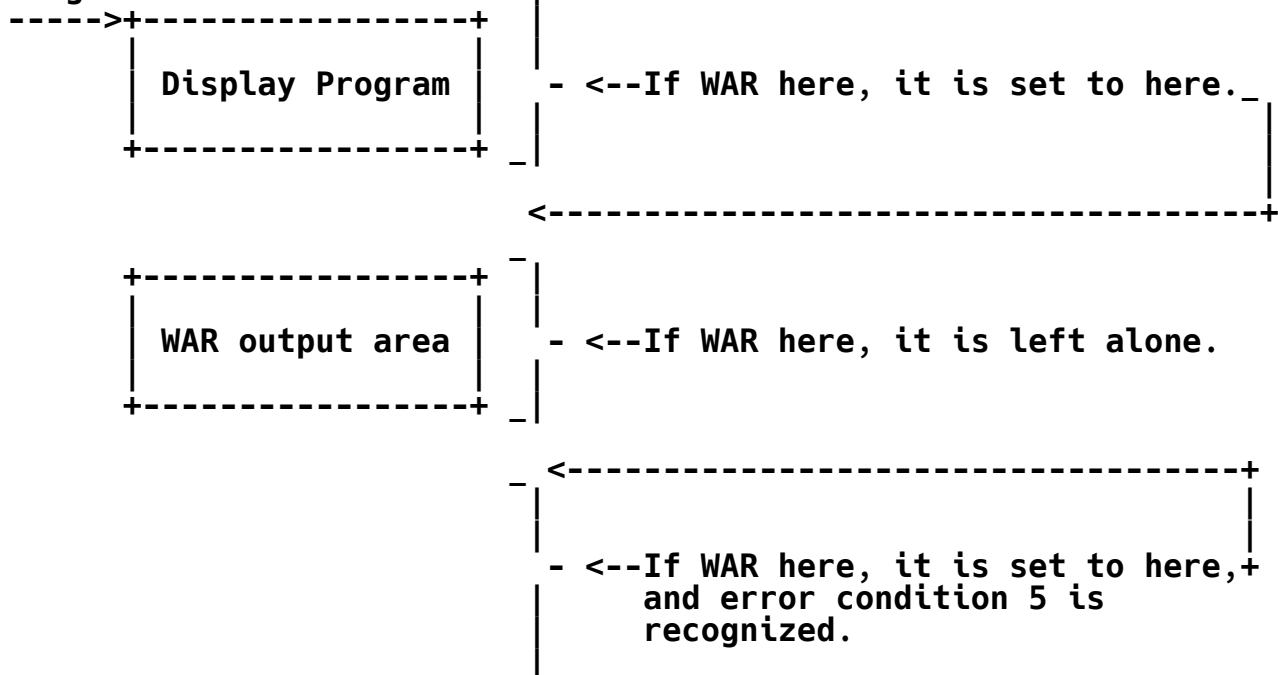 Display Program
<--If WAR here, it is set to here.
WAR output area
<--If WAR here, it is left alone.
<--If WAR here, it is set to here,
and error condition 5 is
recognized.